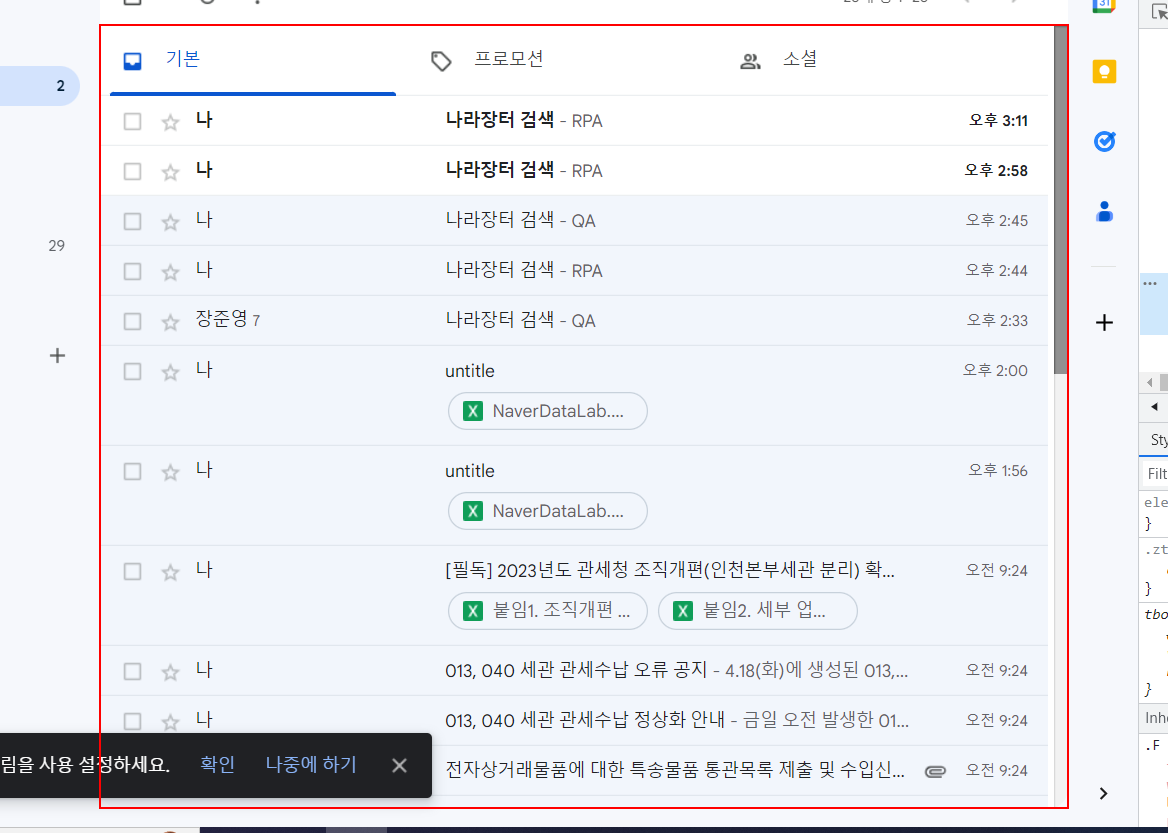 31
2
기본
프로모션
소셜
나
나라장터 검색 - RPA
오후 3:11
나
나라장터 검색 - RPA
오후 2:58
나
나라장터 검색 - QA
오후 2:45
29
나
나라장터 검색 - RPA
오후 2:44
장준영 7
나라장터 검색 - QA
오후 2:33
나
untitle
오후 2:00
NaverDataLab....
나
untitle
오후 1:56
NaverDataLab....
나
[필독] 2023년도 관세청 조직개편(인천본부세관 분리) 확...
오전 9:24
붙임1. 조직개편 ...
붙임2. 세부 업...
나
013, 040 세관 관세수납 오류 공지 - 4.18(화)에 생성된 013,...
오전 9:24
나
013, 040 세관 관세수납 정상화 안내 - 금일 오전 발생한 01...
오전 9:24
림을 사용 설정하세요.
확인
나중에 하기
전자상거래물품에 대한 특송물품 통관목록 제출 및 수입신...
오전 9:24
...
Sty
Filt
ele
}
.zt
}
tbo
}
Inhe
.F